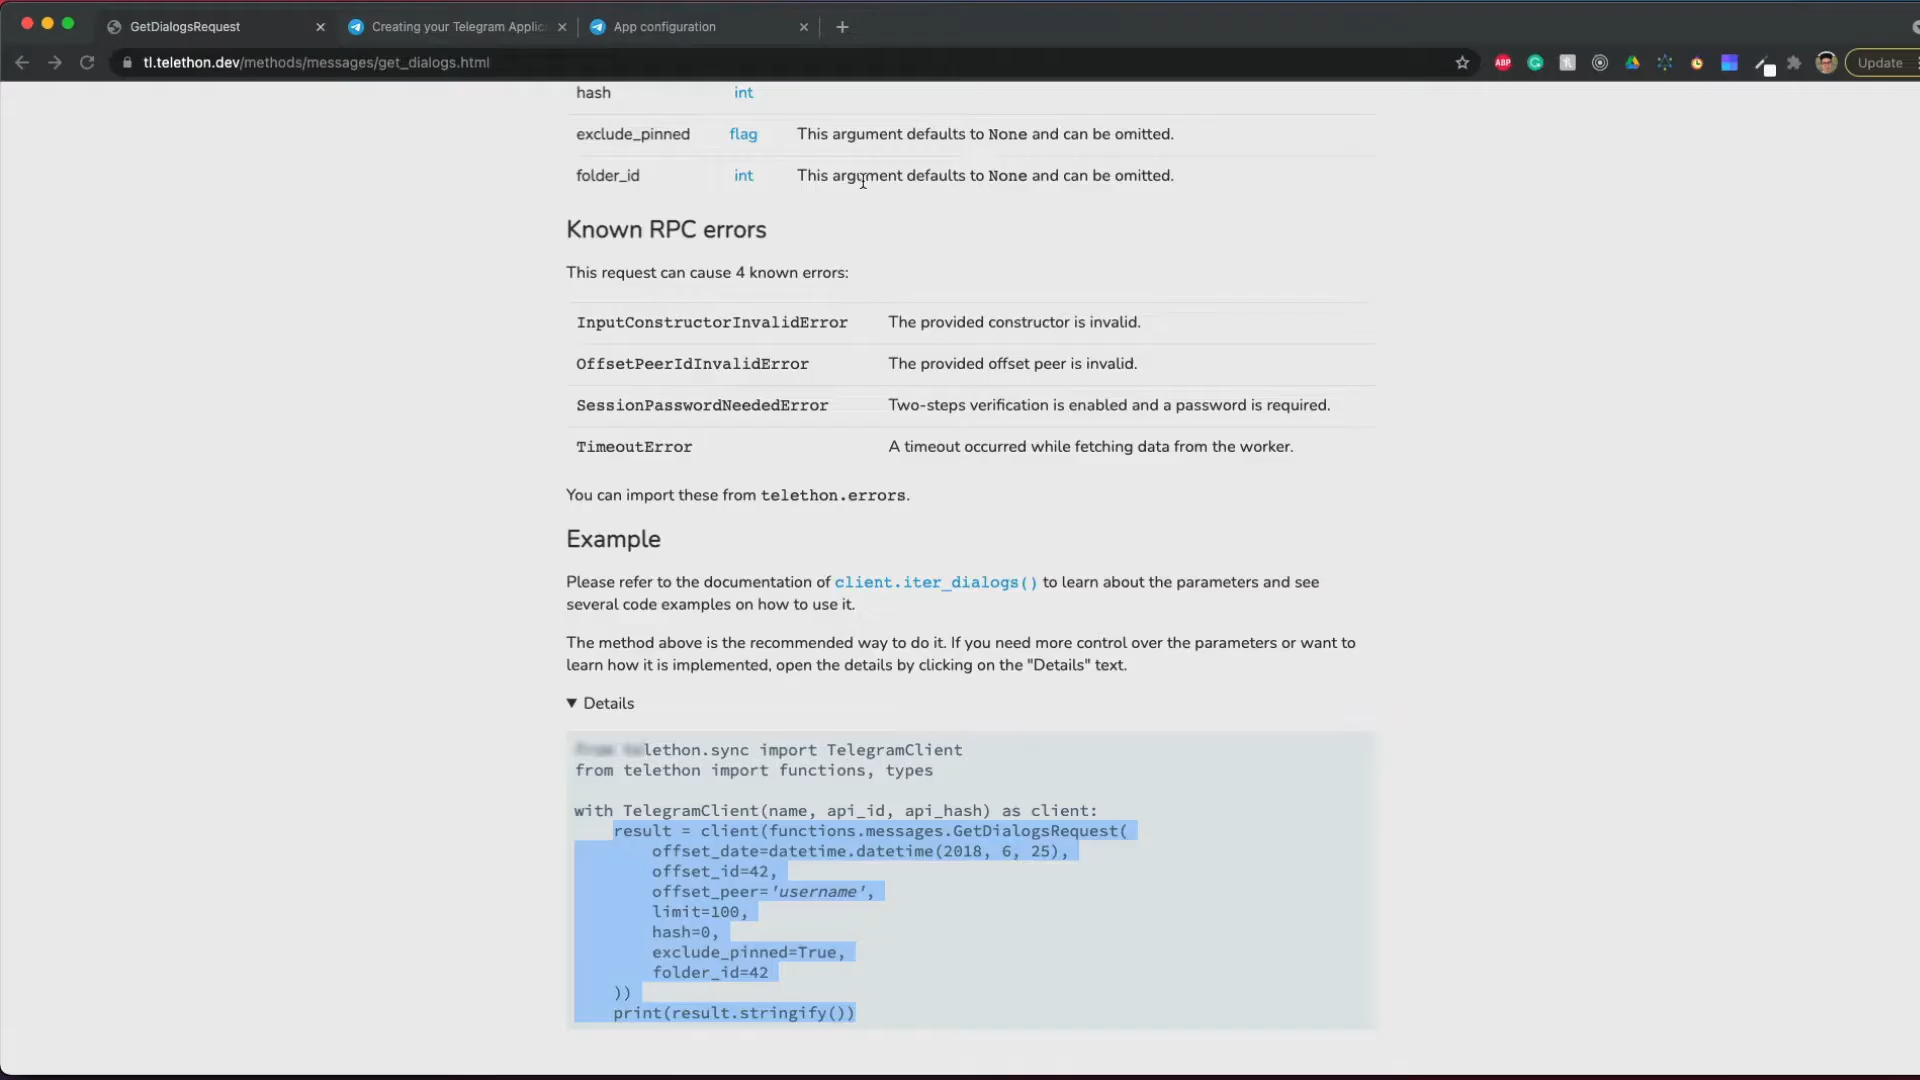 GetDialogsRequest
Creating your Telegram Applic
App configuration
tl.telethon.dev/methods/messages/get_dialogs.html
ABP
Update
hash int
exclude_pinned flag This argument defaults to None and can be omitted.
folder_id int This argument defaults to None and can be omitted.
Known RPC errors
This request can cause 4 known errors:
InputConstructorInvalidError The provided constructor is invalid.
OffsetPeerIdInvalidError The provided offset peer is invalid.
SessionPasswordNeededError Two-steps verification is enabled and a password is required.
TimeoutError A timeout occurred while fetching data from the worker.
You can import these from telethon.errors.
Example
Please refer to the documentation of client.iter_dialogs() to learn about the parameters and see
several code examples on how to use it.
The method above is the recommended way to do it. If you need more control over the parameters or want to
learn how it is implemented, open the details by clicking on the "Details" text.
▼ Details
lethon.sync import TelegramClient
from telethon import functions, types
with TelegramClient(name, api_id, api_hash) as client:
result = client(functions.messages.GetDialogsRequest(
offset_date=datetime.datetime(2018, 6, 25),
offset_id=42,
offset_peer='username',
limit=100,
hash=0,
exclude_pinned=True,
folder_id=42
))
print(result.stringify())